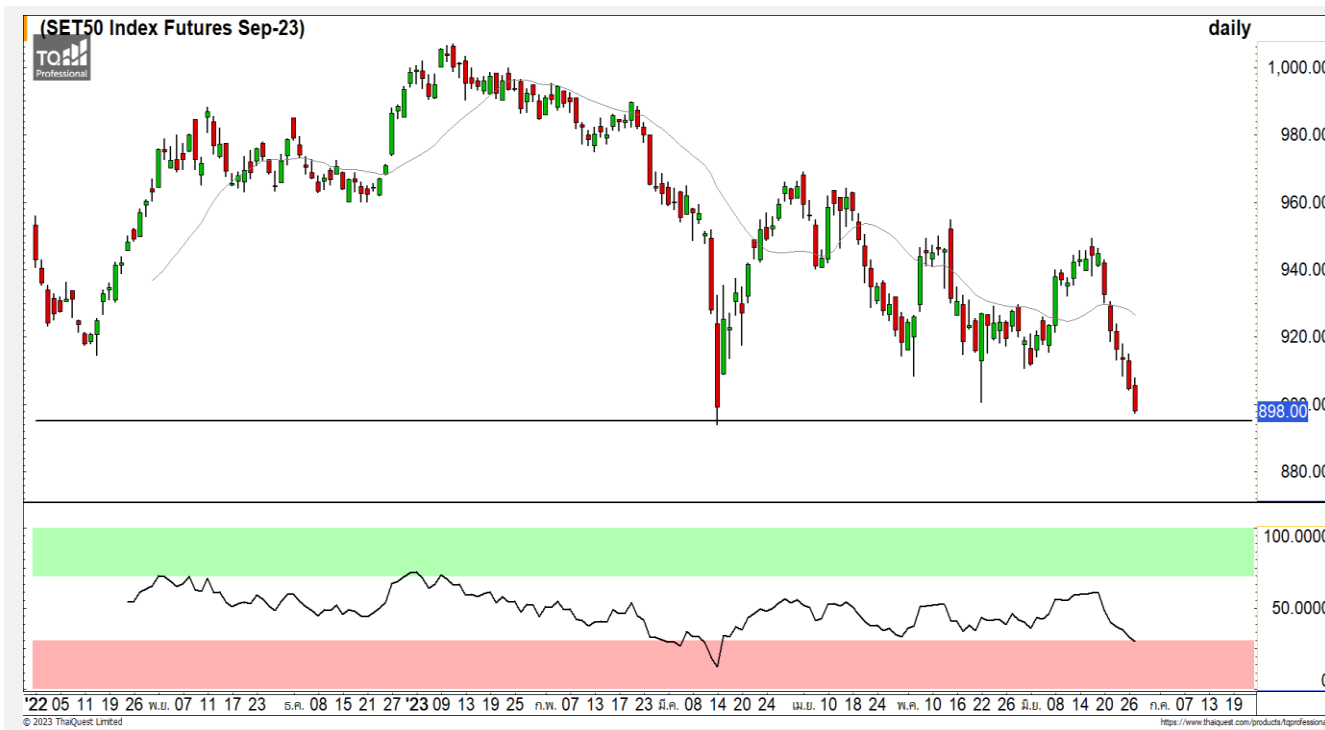 (SET50 Index Futures Sep-23)
daily
TQ
Professional
1,000.00
980.00
960.00
940.00
920.00
898.00
880.00
100.0000
50.0000
'22 05 11 19 26 พ.ย. 07 11 17 23 ธ.ค. 08 15 21 27 '23 09 13 19 25 ก.พ. 07 13 17 23 มี.ค. 08 14 20 24 เม.ย. 10 18 24 พ.ค. 10 16 22 26 มิ.ย. 08 14 20 26 ก.ค. 07 13 19
© 2023 ThaiQuest Limited
https://www.thaiquest.com/products/tqprofessiona